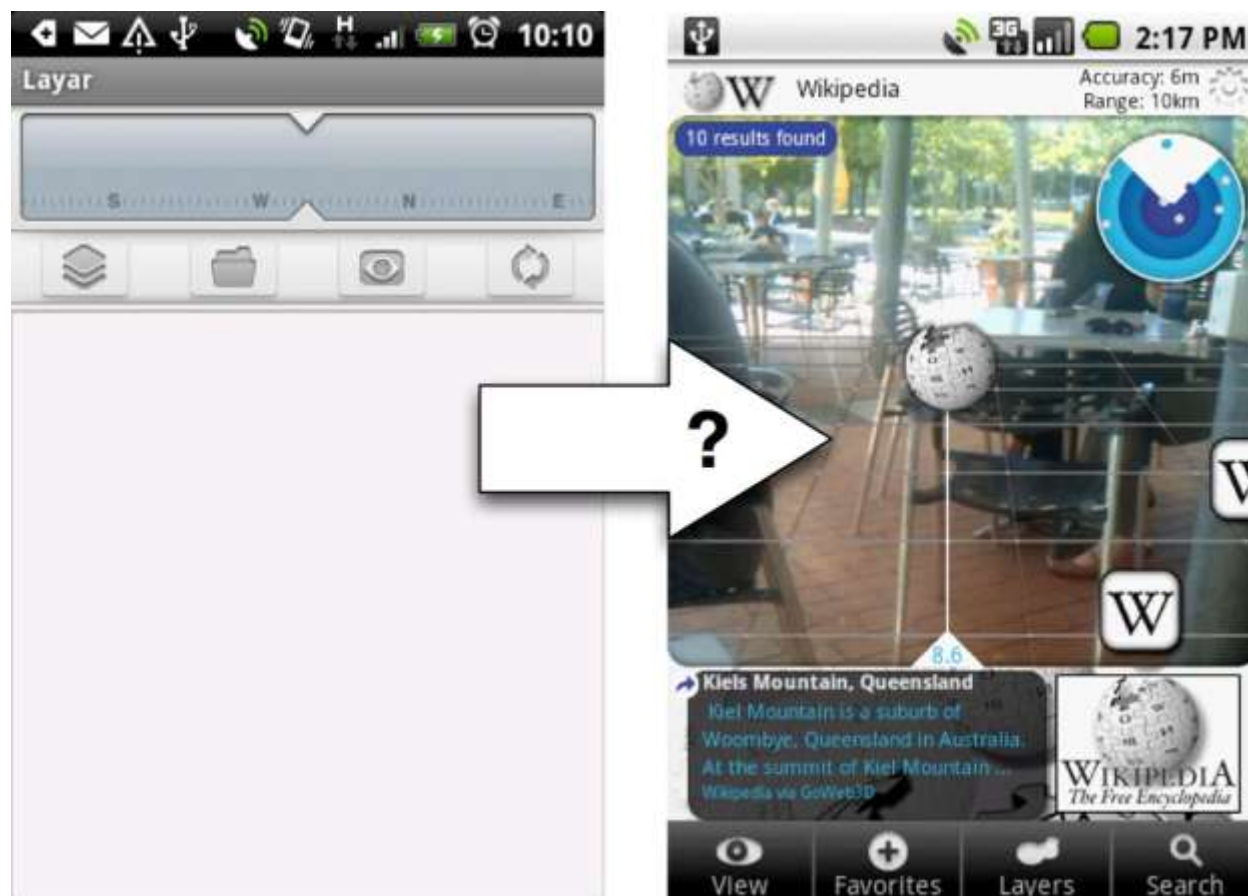 H
10:10
Layar
S W N E
?
3G
2:17 PM
W Wikipedia
Accuracy: 6m
Range: 10km
10 results found
W
W
8.6
Kiels Mountain, Queensland
Kiel Mountain is a suburb of
Woombye, Queensland in Australia.
At the summit of Kiel Mountain ...
Wikipedia via GoWeb3D
WIKIPEDIA
The Free Encyclopedia
View Favorites Layers Search